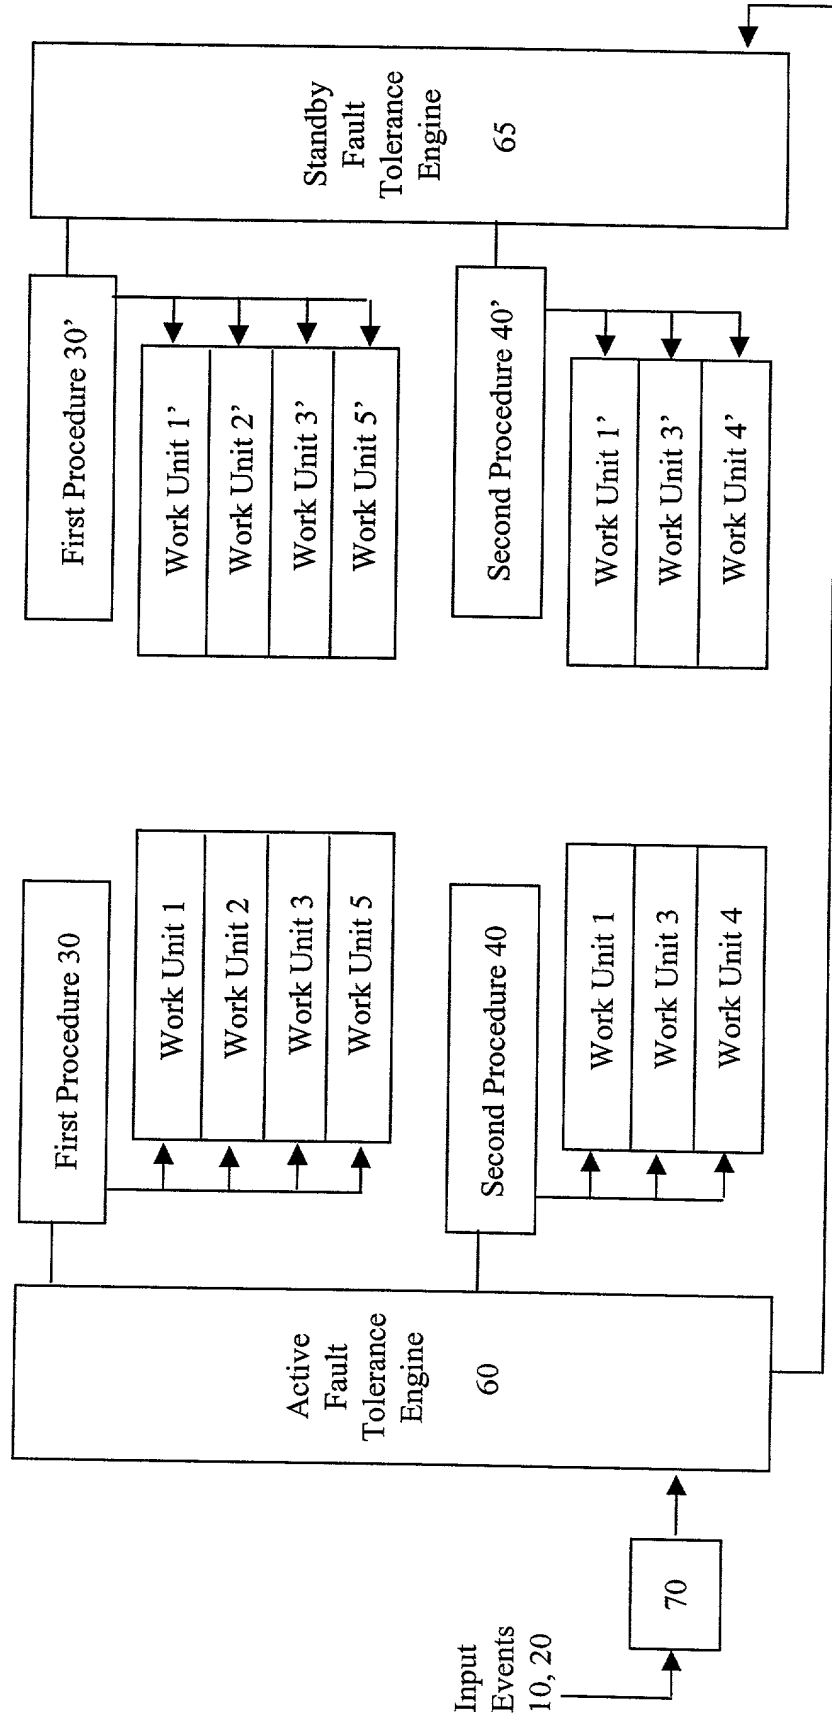 Input
Events
10, 20
70
Active
Fault
Tolerance
Engine
60
First Procedure 30
Work Unit 1
Work Unit 2
Work Unit 3
Work Unit 5
Second Procedure 40
Work Unit 1
Work Unit 3
Work Unit 4
First Procedure 30’
Work Unit 1’
Work Unit 2’
Work Unit 3’
Work Unit 5’
Second Procedure 40’
Work Unit 1’
Work Unit 3’
Work Unit 4’
Standby
Fault
Tolerance
Engine
65